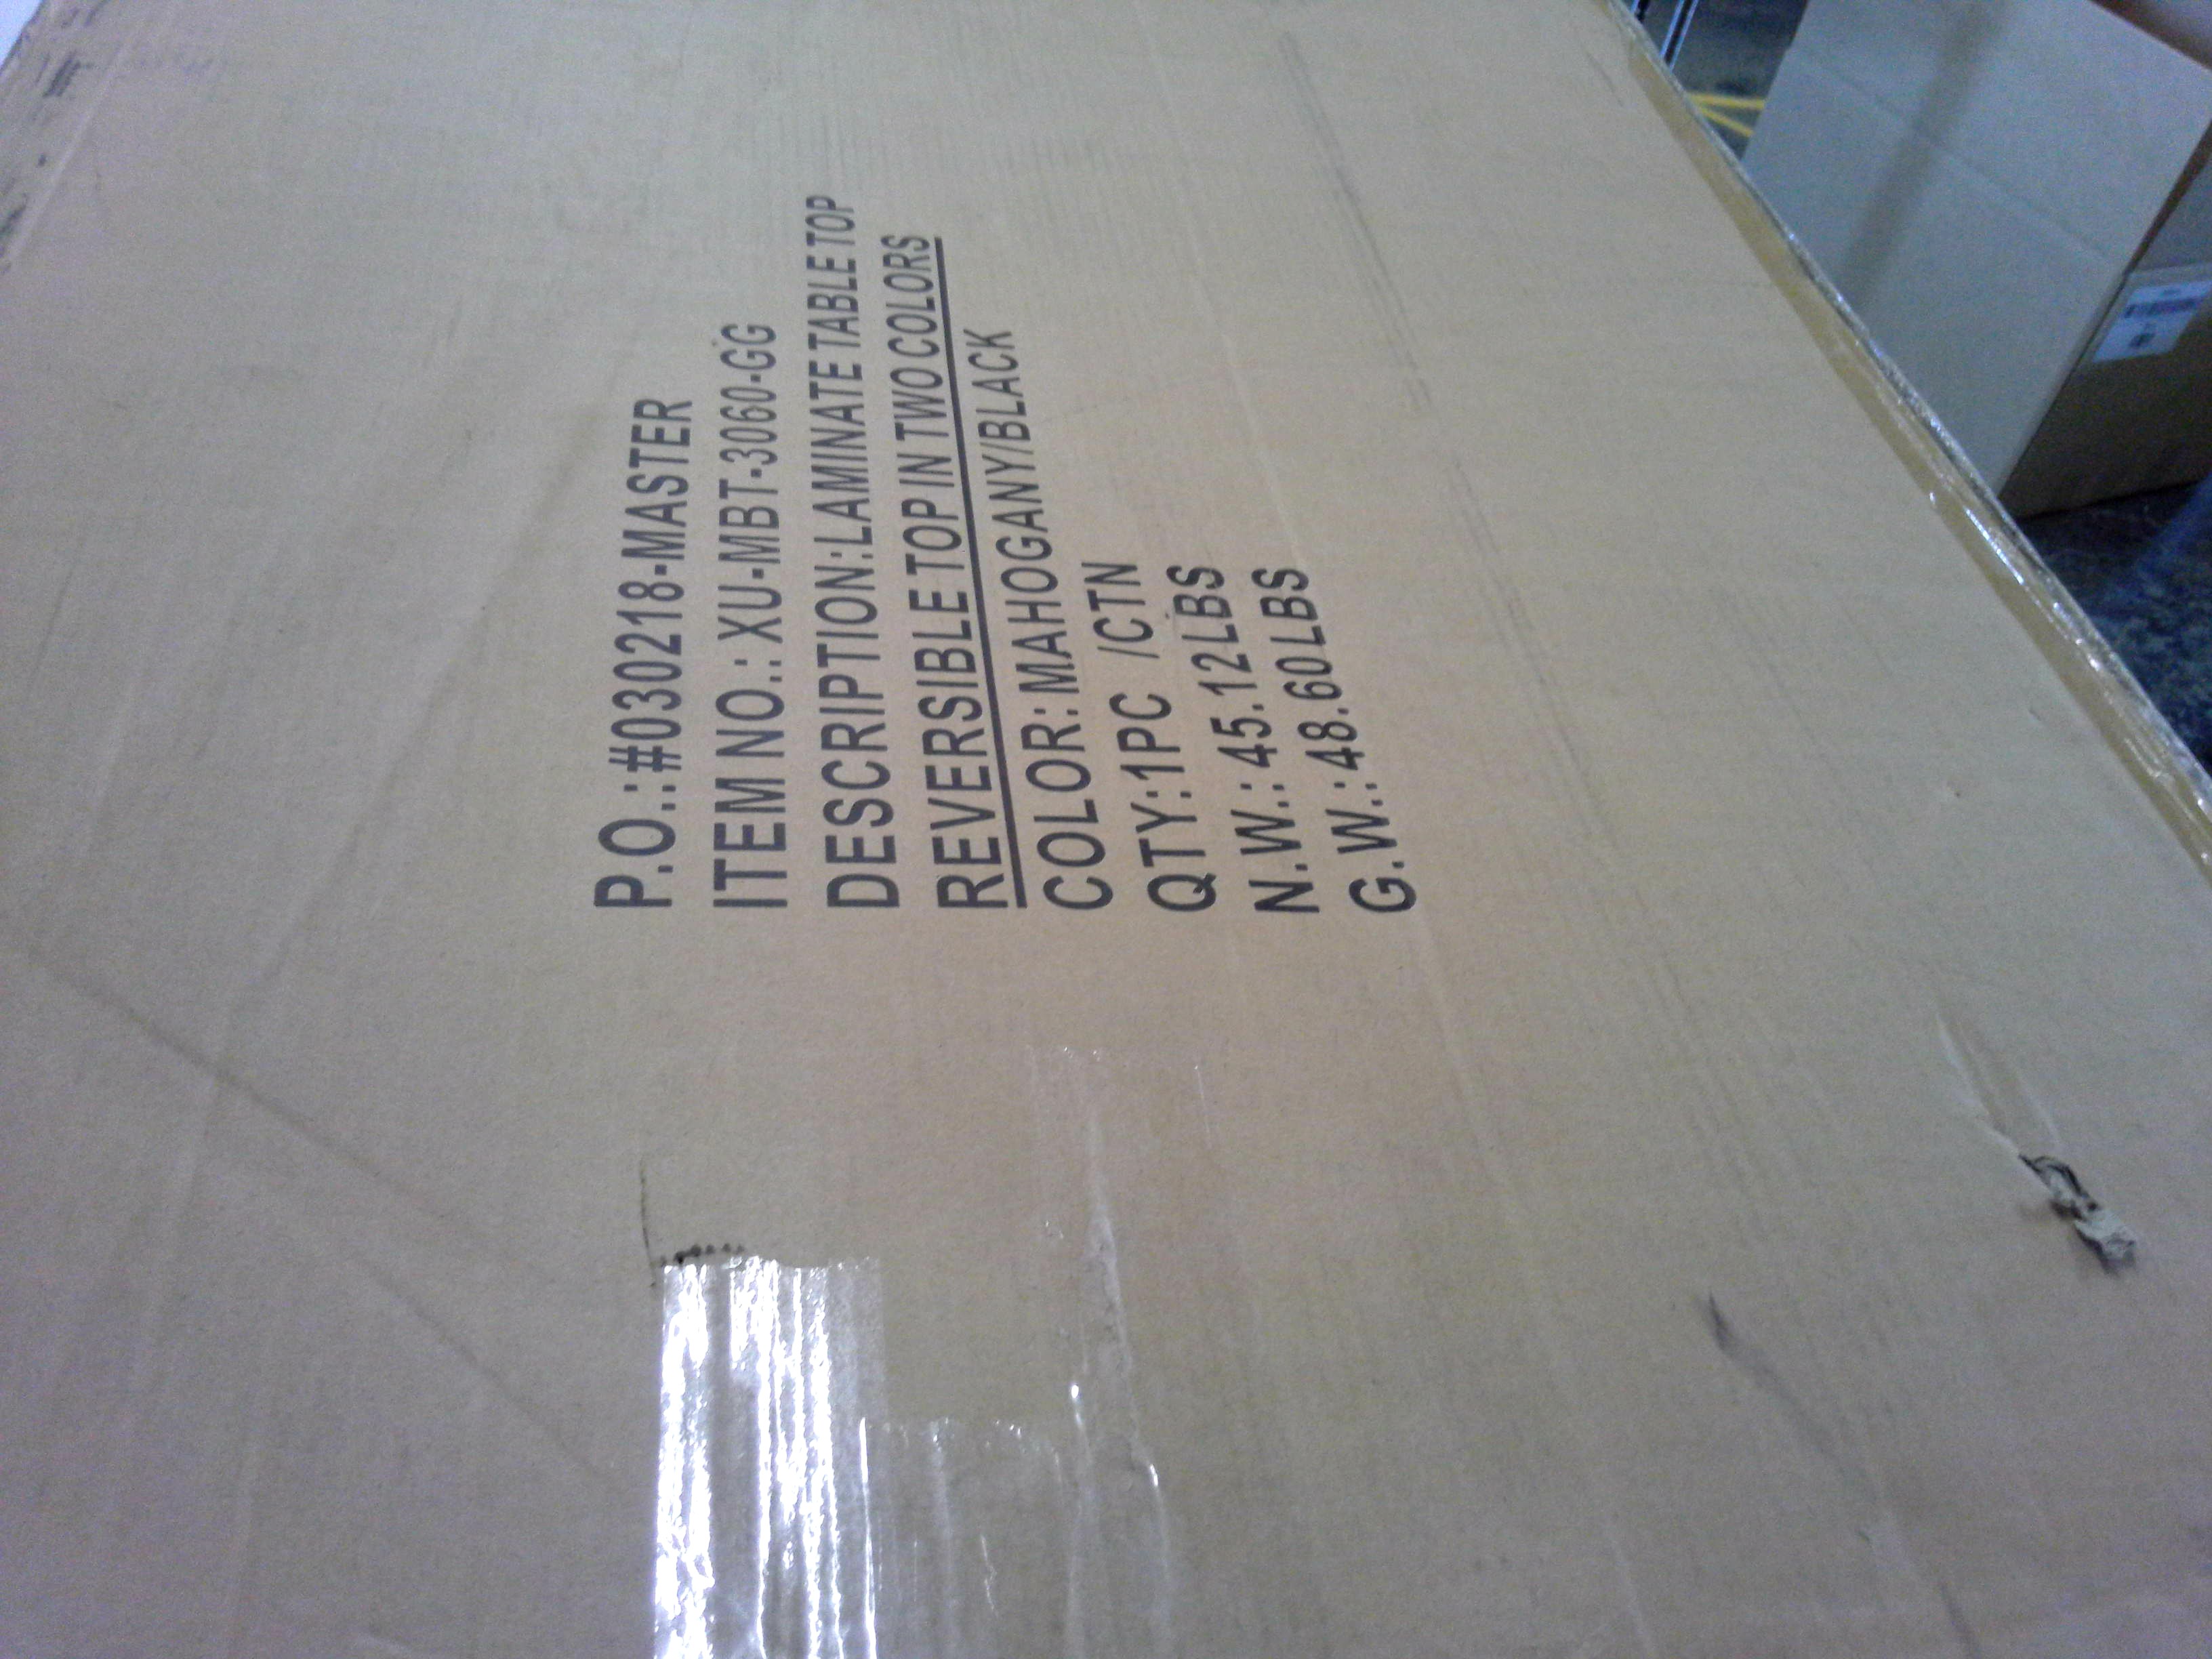 P.O.:#030218-MASTER
ITEM NO.: XU-MBT-3060-GG
DESCRIPTION:LAMINATE TABLE TOP
REVERSIBLE TOP IN TWO COLORS
COLOR: MAHOGANY/BLACK
QTY:1PC /CTN
N.W.: 45.12LBS
G.W.:48.60LBS